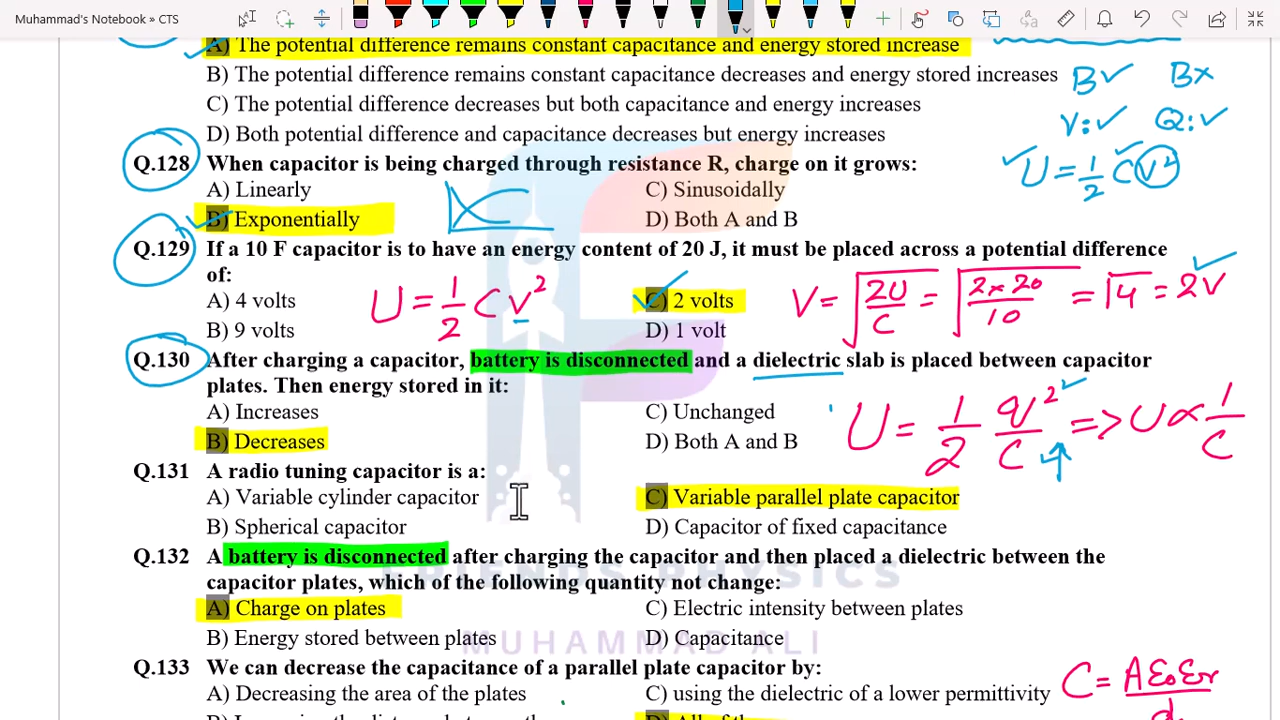 Muhammad's Notebook » CTS
A) The potential difference remains constant capacitance and energy stored increase
B) The potential difference remains constant capacitance decreases and energy stored increases
C) The potential difference decreases but both capacitance and energy increases
D) Both potential difference and capacitance decreases but energy increases
B✓ B×
V:✓ Q:✓
U = 1/2 C V²
Q.128 When capacitor is being charged through resistance R, charge on it grows:
A) Linearly C) Sinusoidally
B) Exponentially D) Both A and B
Q.129 If a 10 F capacitor is to have an energy content of 20 J, it must be placed across a potential difference
of:
A) 4 volts C) 2 volts
B) 9 volts D) 1 volt
U = 1/2 C v²
V = √(2U/C) = √(2×20/10) = √4 = 2V
Q.130 After charging a capacitor, battery is disconnected and a dielectric slab is placed between capacitor
plates. Then energy stored in it:
A) Increases C) Unchanged
B) Decreases D) Both A and B
U = 1/2 q²/C => U ∝ 1/C
Q.131 A radio tuning capacitor is a:
A) Variable cylinder capacitor C) Variable parallel plate capacitor
B) Spherical capacitor D) Capacitor of fixed capacitance
Q.132 A battery is disconnected after charging the capacitor and then placed a dielectric between the
capacitor plates, which of the following quantity not change:
A) Charge on plates C) Electric intensity between plates
B) Energy stored between plates D) Capacitance
FRIENDS PHYSICS
MUHAMMAD ALI
Q.133 We can decrease the capacitance of a parallel plate capacitor by:
A) Decreasing the area of the plates C) using the dielectric of a lower permittivity
C = Aε₀εr/d